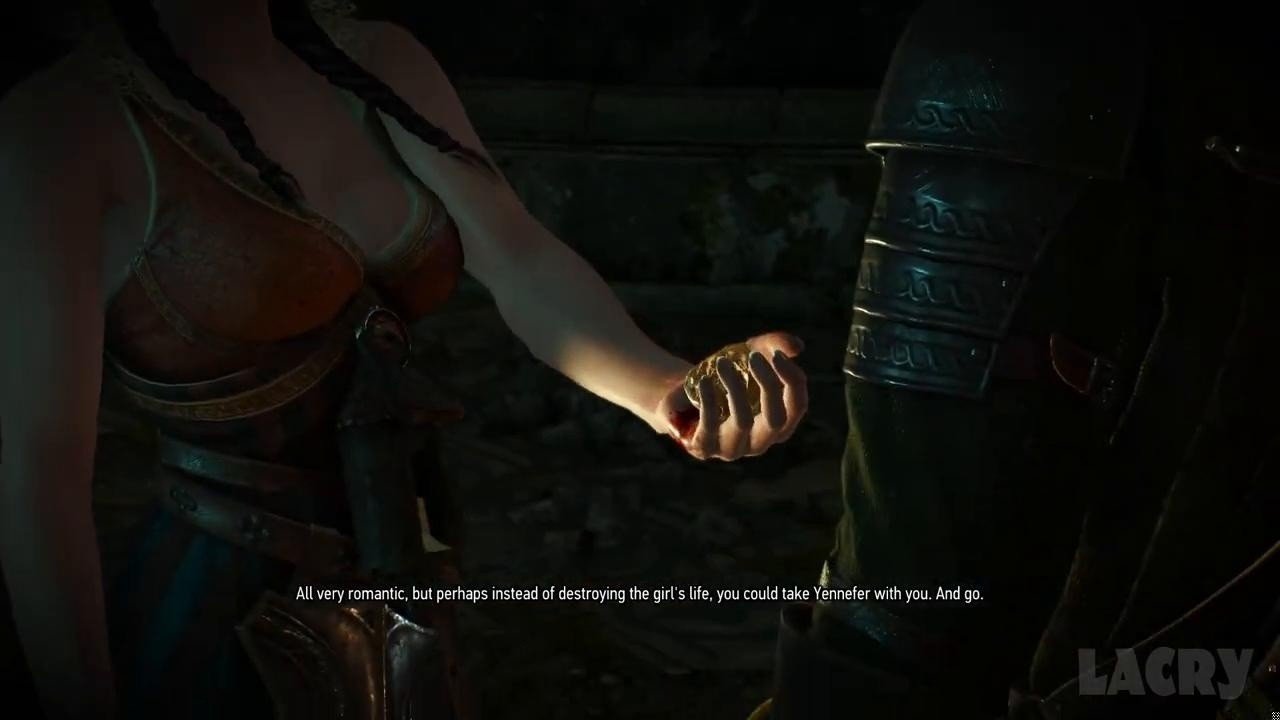 All very romantic, but perhaps instead of destroying the girl's life, you could take Yennefer with you. And go.
LACRY